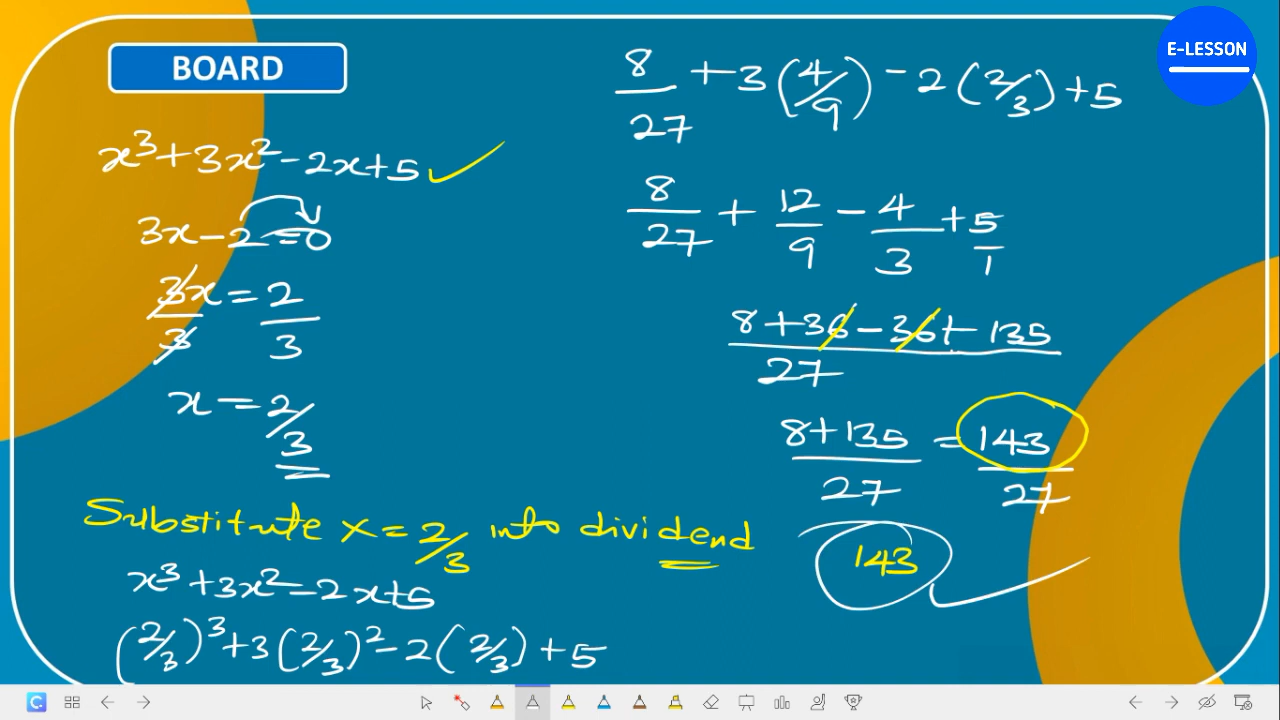 BOARD
E-LESSON
x³+3x²-2x+5
3x-2=0
3x/3=2/3
x=2/3
Substitute x=2/3 into dividend
x³+3x²-2x+5
(2/3)³+3(2/3)²-2(2/3)+5
8/27+3(4/9)-2(2/3)+5
8/27+12/9-4/3+5/1
8+36-36+135
27
8+135/27=143/27
143